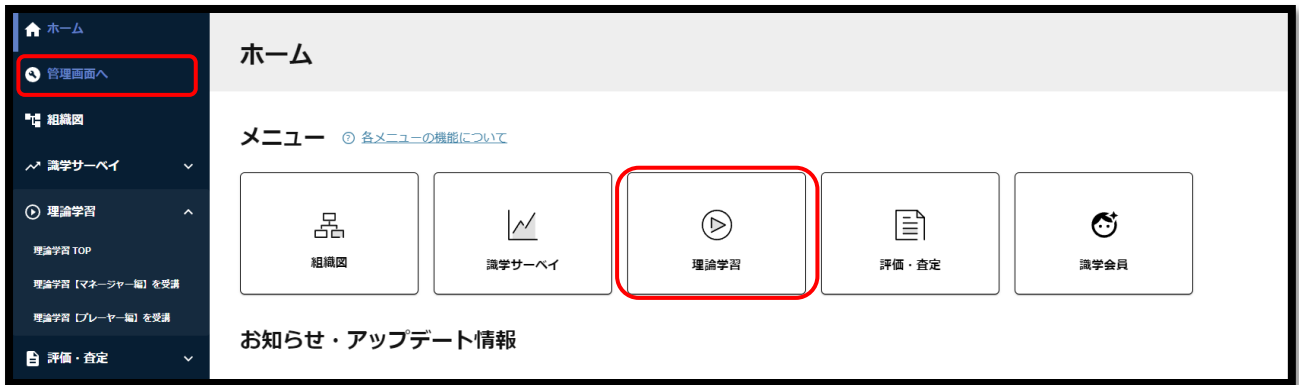 ホーム
管理画面へ
組織図
識学サーベイ
理論学習
理論学習 TOP
理論学習【マネージャー編】を受講
理論学習【プレーヤー編】を受講
評価・査定
ホーム
メニュー ? 各メニューの機能について
組織図
識学サーベイ
理論学習
評価・査定
識学会員
お知らせ・アップデート情報